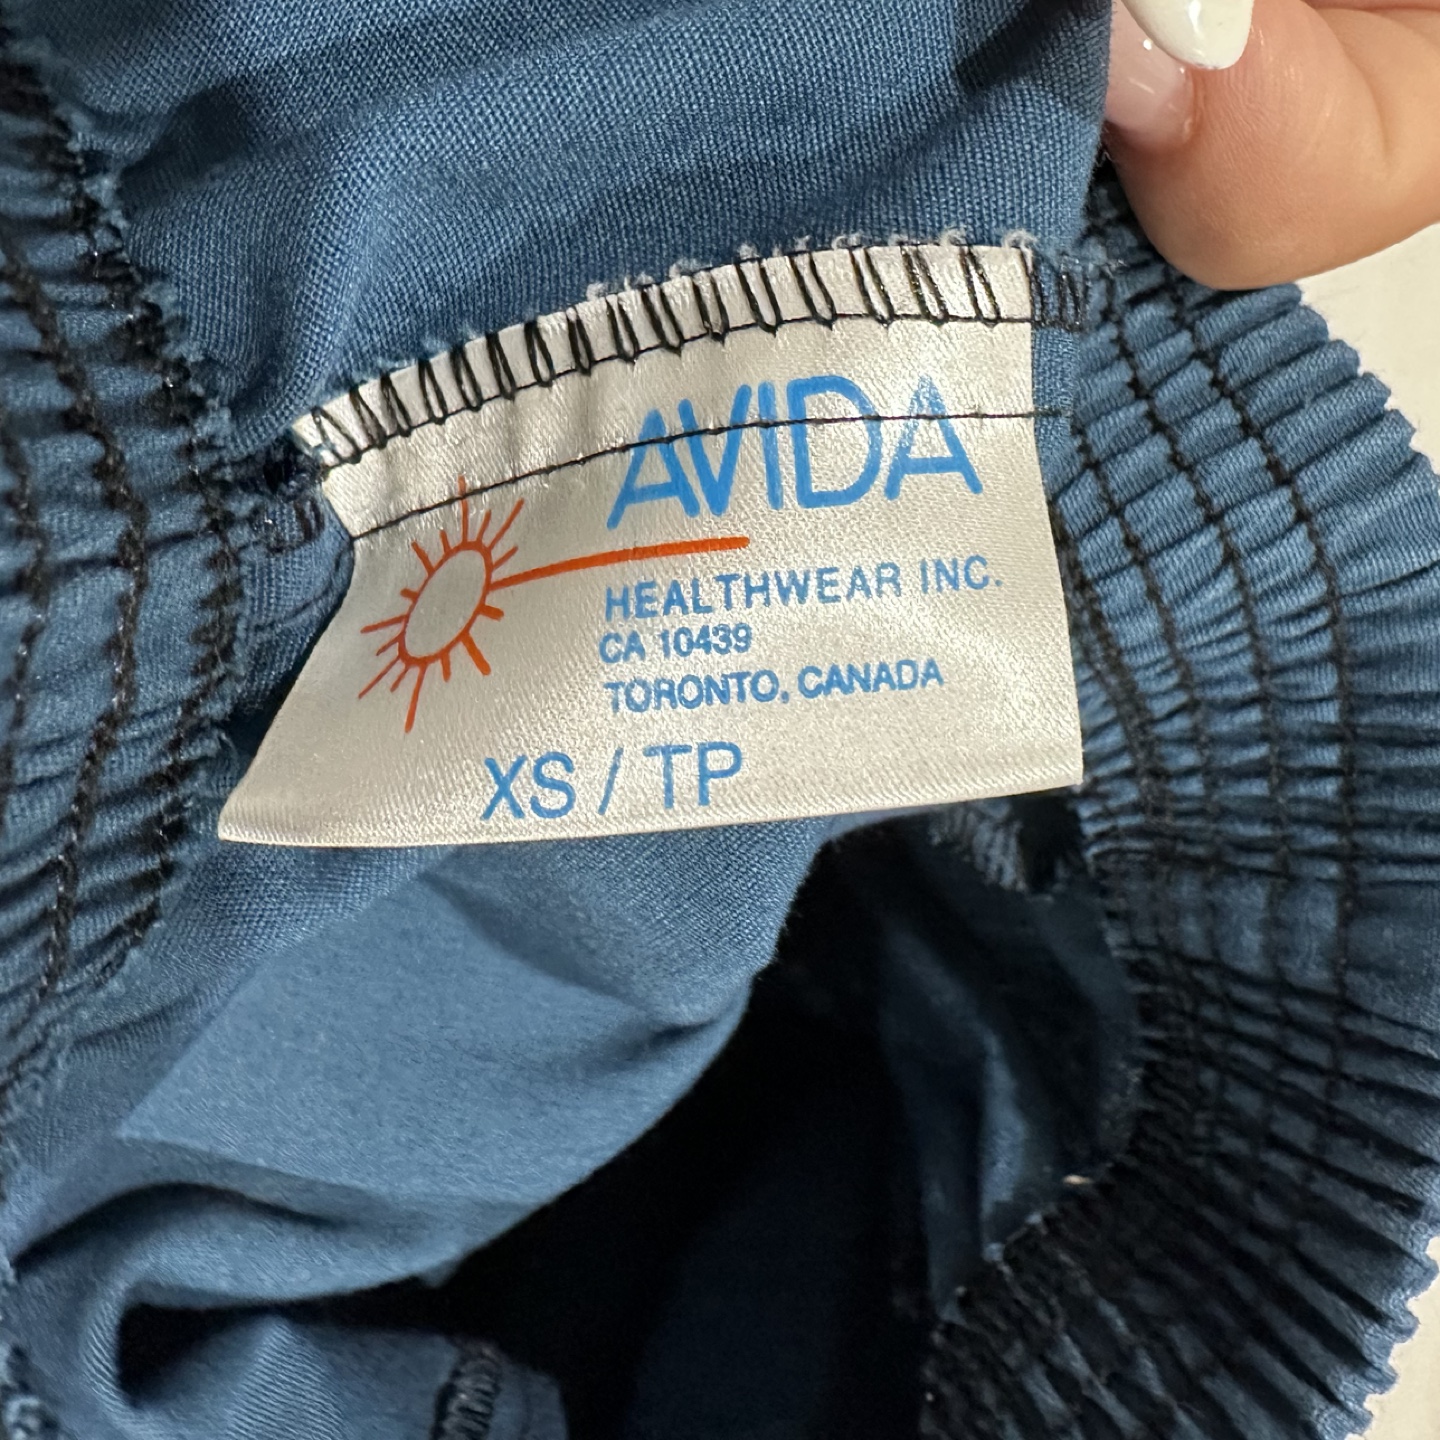 AVIDA
HEALTHWEAR INC.
CA 10439
TORONTO, CANADA
XS / TP